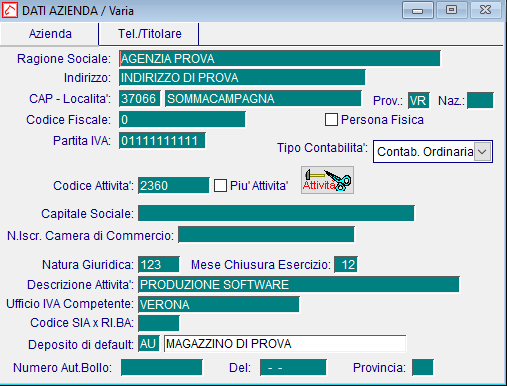 DATI AZIENDA / Varia
Azienda Tel./Titolare
Ragione Sociale: AGENZIA PROVA
Indirizzo: INDIRIZZO DI PROVA
CAP - Localita': 37066 SOMMACAMPAGNA Prov.: VR Naz.:
Codice Fiscale: 0 Persona Fisica
Partita IVA: 01111111111 Tipo Contabilita': Contab. Ordinaria
Codice Attivita': 2360 Piu' Attivita' Attività
Capitale Sociale:
N.Iscr. Camera di Commercio:
Natura Giuridica: 123 Mese Chiusura Esercizio: 12
Descrizione Attivita': PRODUZIONE SOFTWARE
Ufficio IVA Competente: VERONA
Codice SIA x RI.BA:
Deposito di default: AU MAGAZZINO DI PROVA
Numero Aut.Bollo: Del: - - Provincia: